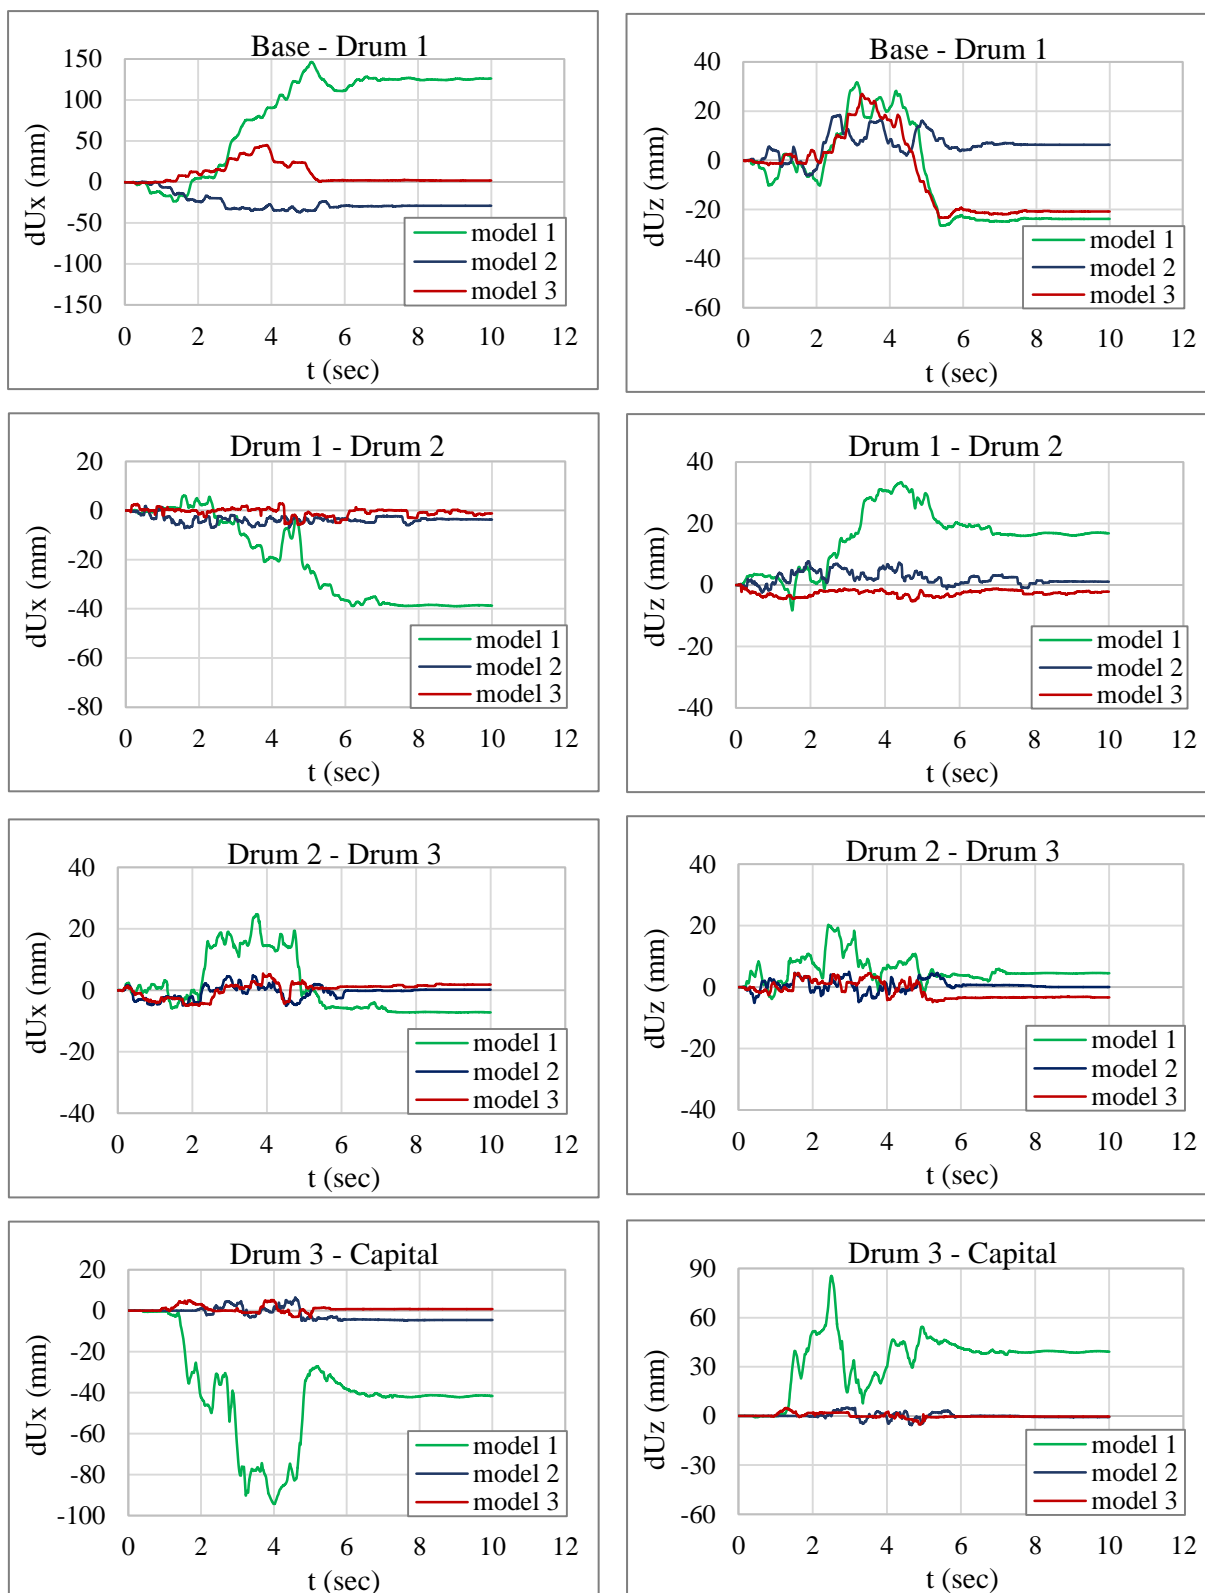 Base - Drum 1
150
100
50
0
-50
-100
-150
dUx (mm)
model 1
model 2
model 3
0 2 4 6 8 10 12
t (sec)
Base - Drum 1
40
20
0
-20
-40
-60
dUz (mm)
model 1
model 2
model 3
0 2 4 6 8 10 12
t (sec)
Drum 1 - Drum 2
20
0
-20
-40
-60
-80
dUx (mm)
model 1
model 2
model 3
0 2 4 6 8 10 12
t (sec)
Drum 1 - Drum 2
40
20
0
-20
-40
dUz (mm)
model 1
model 2
model 3
0 2 4 6 8 10 12
t (sec)
Drum 2 - Drum 3
40
20
0
-20
-40
dUx (mm)
model 1
model 2
model 3
0 2 4 6 8 10 12
t (sec)
Drum 2 - Drum 3
40
20
0
-20
-40
dUz (mm)
model 1
model 2
model 3
0 2 4 6 8 10 12
t (sec)
Drum 3 - Capital
20
0
-20
-40
-60
-80
-100
dUx (mm)
model 1
model 2
model 3
0 2 4 6 8 10 12
t (sec)
Drum 3 - Capital
90
60
30
0
-30
-60
dUz (mm)
model 1
model 2
model 3
0 2 4 6 8 10 12
t (sec)